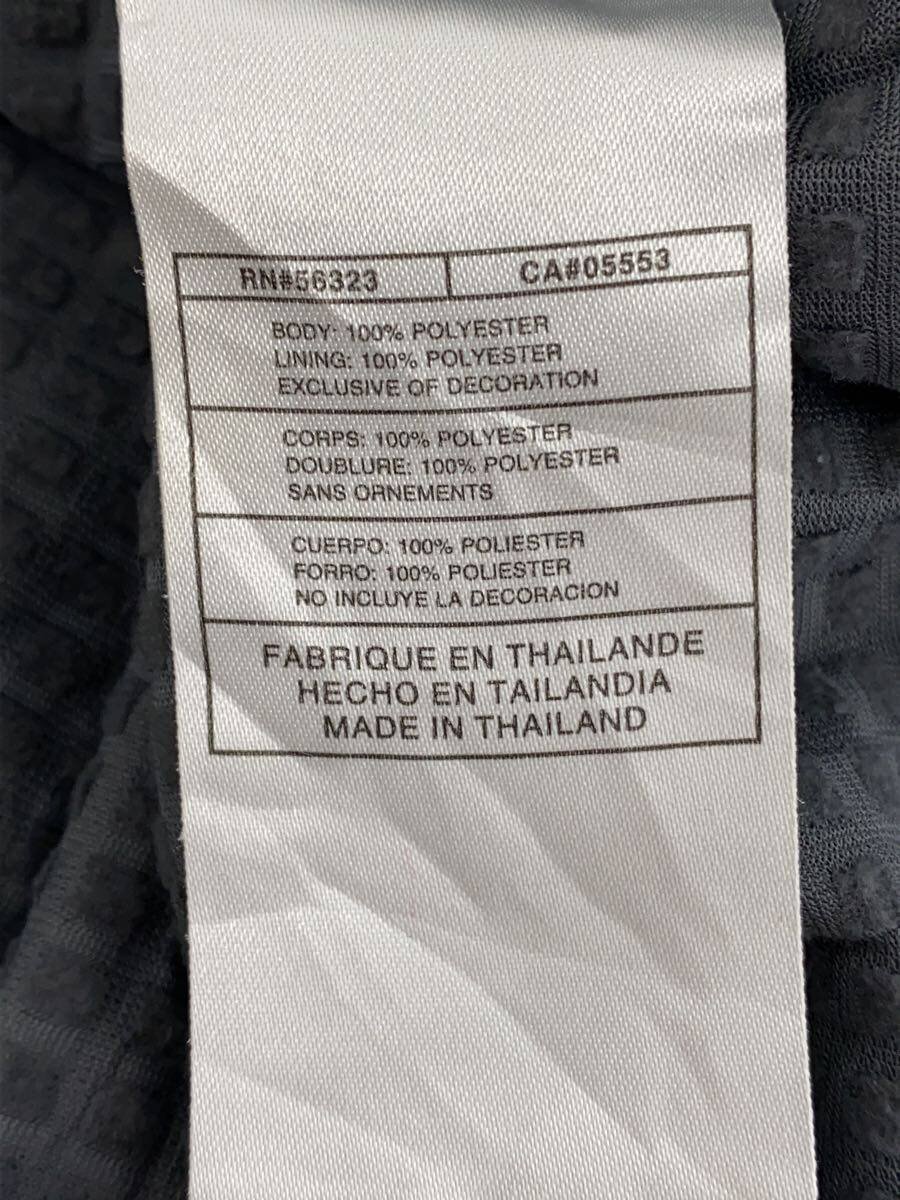 RN#56323 CA#05553
BODY: 100% POLYESTER
LINING: 100% POLYESTER
EXCLUSIVE OF DECORATION
CORPS: 100% POLYESTER
DOUBLURE: 100% POLYESTER
SANS ORNEMENTS
CUERPO: 100% POLIESTER
FORRO: 100% POLIESTER
NO INCLUYE LA DECORACION
FABRIQUE EN THAILANDE
HECHO EN TAILANDIA
MADE IN THAILAND